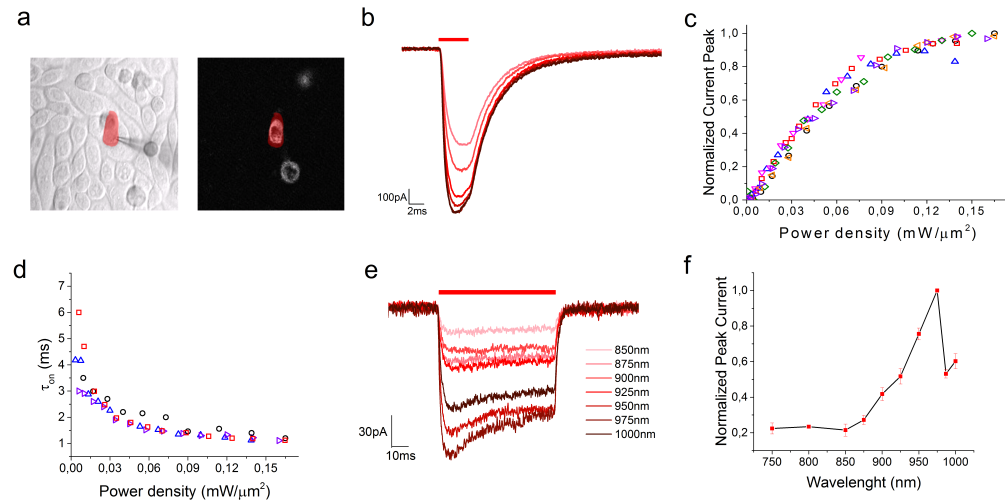 a
b
100pA
2ms
c
Normalized Current Peak
1,0
0,8
0,6
0,4
0,2
0,0
0,00 0,03 0,06 0,09 0,12 0,15
Power density (mW/μm²)
d
τon (ms)
7
6
5
4
3
2
1
0,00 0,03 0,06 0,09 0,12 0,15
Power density (mW/μm²)
e
850nm
875nm
900nm
925nm
950nm
975nm
1000nm
30pA
10ms
f
Normalized Peak Current
1,0
0,8
0,6
0,4
0,2
750 800 850 900 950 1000
Wavelenght (nm)